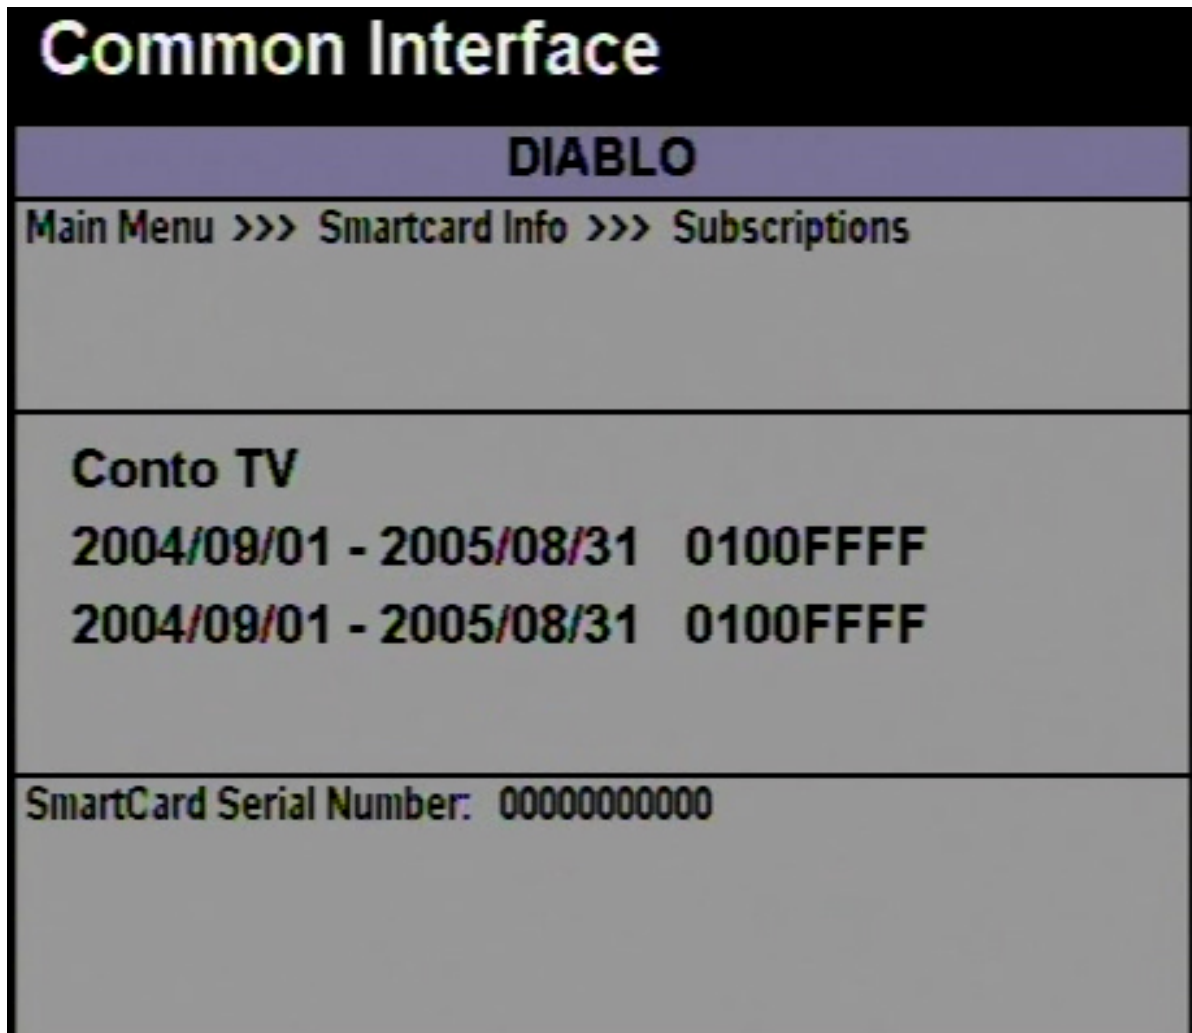 Common Interface
DIABLO
Main Menu >>> Smartcard Info >>> Subscriptions
Conto TV
2004/09/01 - 2005/08/31 0100FFFF
2004/09/01 - 2005/08/31 0100FFFF
SmartCard Serial Number: 00000000000